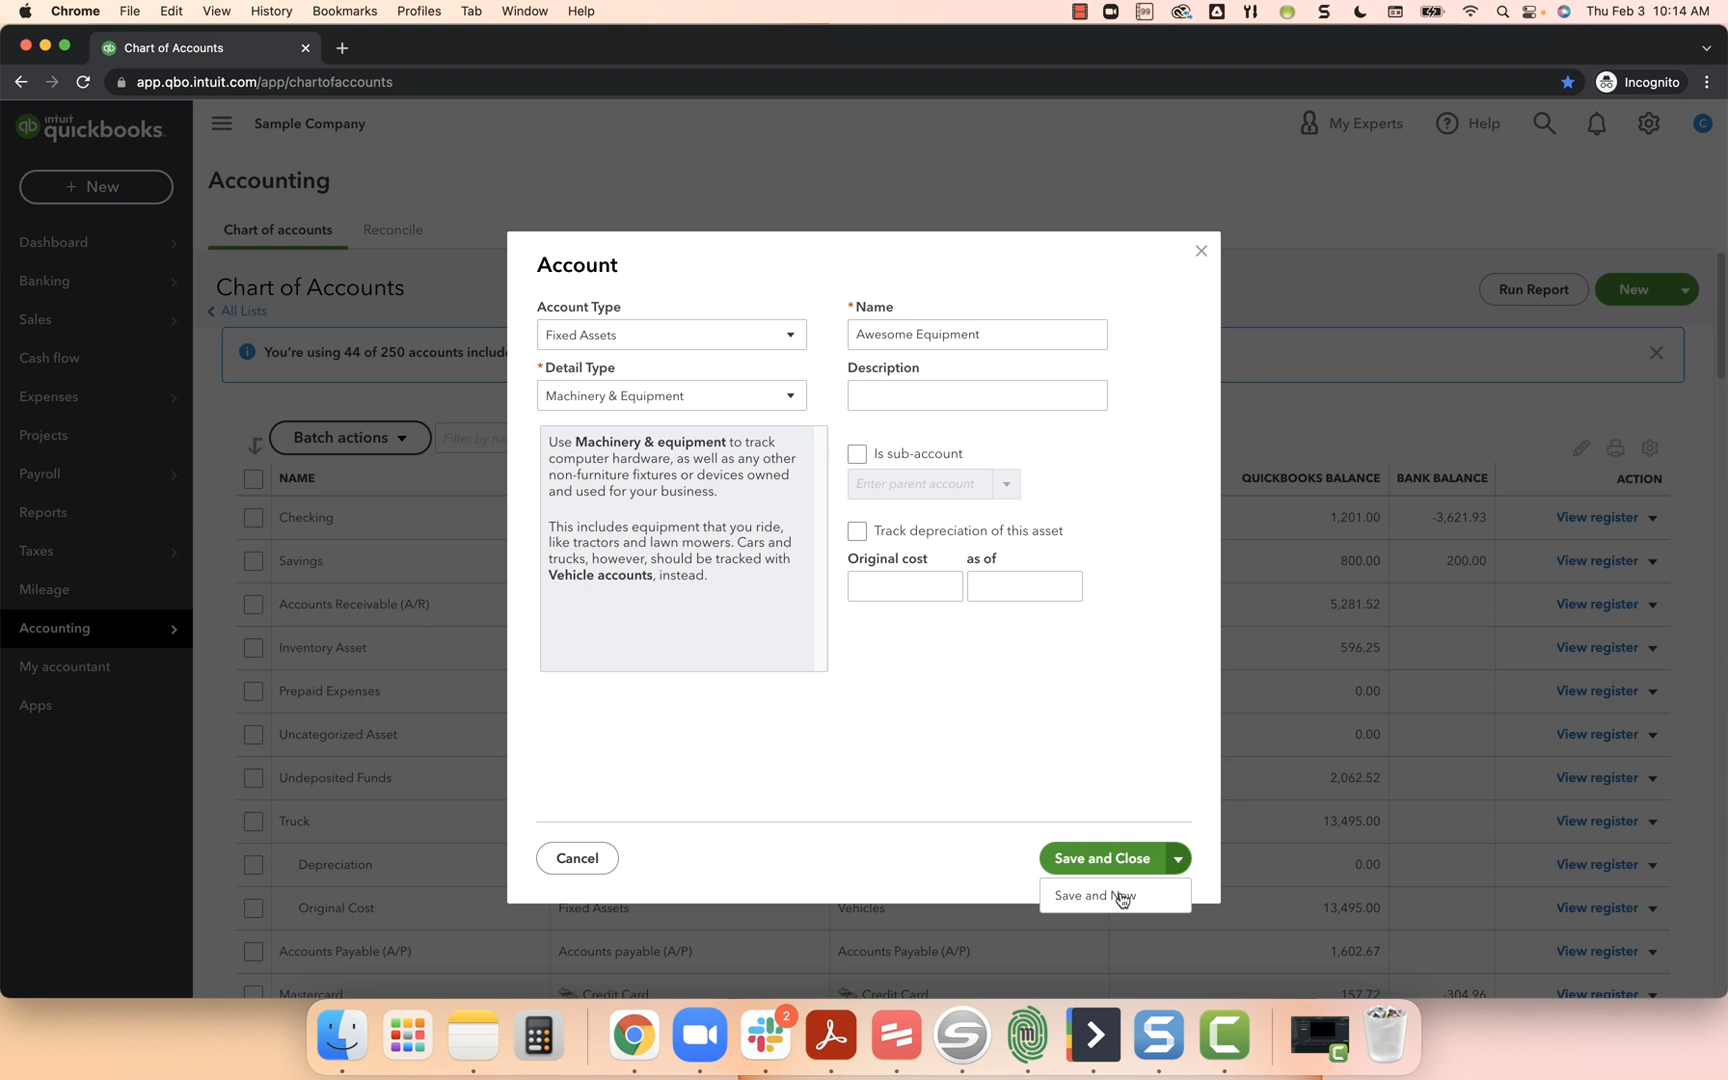 Chrome File Edit View History Bookmarks Profiles Tab Window Help
99
Thu Feb 3 10:14 AM
qb Chart of Accounts
app.qbo.intuit.com/app/chartofaccounts
Incognito
qb intuit quickbooks.
Sample Company
My Experts
Help
C
+ New
Accounting
Dashboard
Banking
Sales
Cash flow
Expenses
Projects
Payroll
Reports
Taxes
Mileage
Accounting
My accountant
Apps
Chart of accounts Reconcile
Chart of Accounts
All Lists
Run Report
New
You're using 44 of 250 accounts
Batch actions
NAME QUICKBOOKS BALANCE BANK BALANCE ACTION
Checking 1,201.00 -3,621.93 View register
Savings 800.00 200.00 View register
Accounts Receivable (A/R) 5,281.52 View register
Inventory Asset 596.25 View register
Prepaid Expenses 0.00 View register
Uncategorized Asset 0.00 View register
Undeposited Funds 2,062.52 View register
Truck 13,495.00 View register
Depreciation 0.00 View register
Original Cost Fixed Assets Vehicles 13,495.00 View register
Accounts Payable (A/P) Accounts payable (A/P) Accounts Payable (A/P) 1,602.67 View register
Mastercard Credit Card Credit Card 157.72 -304.96 View register
Account
Account Type
Fixed Assets
*Detail Type
Machinery & Equipment
Use Machinery & equipment to track
computer hardware, as well as any other
non-furniture fixtures or devices owned
and used for your business.
This includes equipment that you ride,
like tractors and lawn mowers. Cars and
trucks, however, should be tracked with
Vehicle accounts, instead.
*Name
Awesome Equipment
Description
Is sub-account
Enter parent account
Track depreciation of this asset
Original cost as of
Cancel
Save and Close
Save and New
2